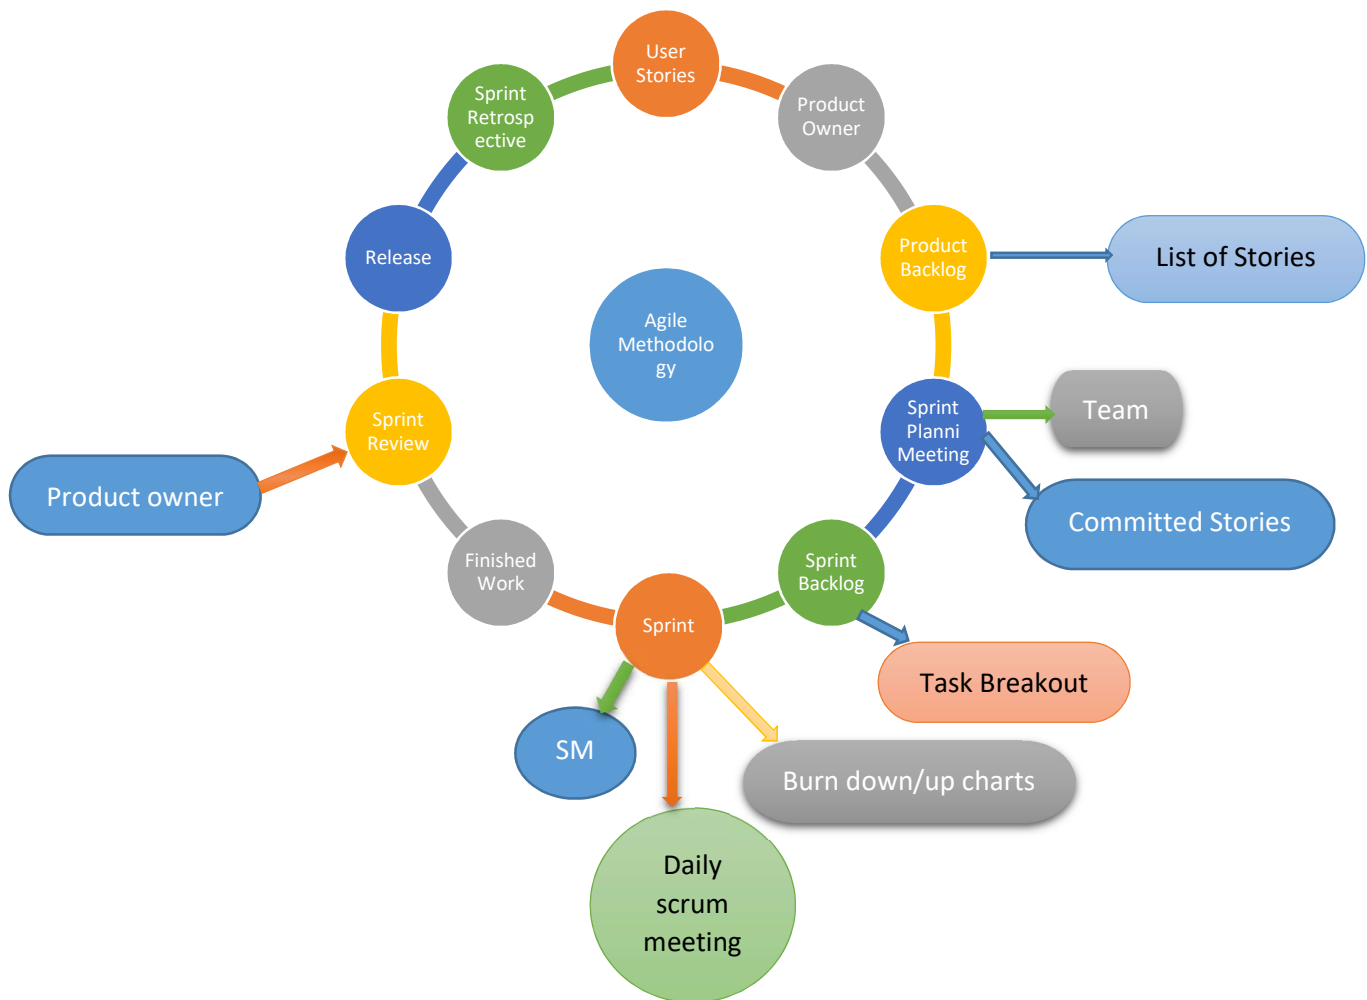 User
Stories
Product
Owner
Product
Backlog
List of Stories
Sprint
Planni
Meeting
Team
Committed Stories
Sprint
Backlog
Task Breakout
Sprint
SM
Daily
scrum
meeting
Burn down/up charts
Finished
Work
Sprint
Review
Product owner
Release
Sprint
Retrosp
ective
Agile
Methodolo
gy